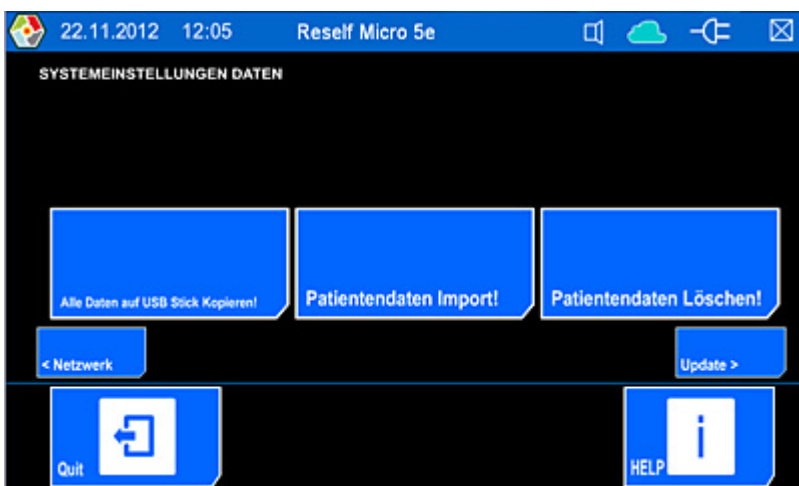 22.11.2012 12:05 Reself Micro 5e
SYSTEMEINSTELLUNGEN DATEN
Alle Daten auf USB Stick Kopieren! Patientendaten Import! Patientendaten Löschen!
< Netzwerk Update >
Quit HELP i